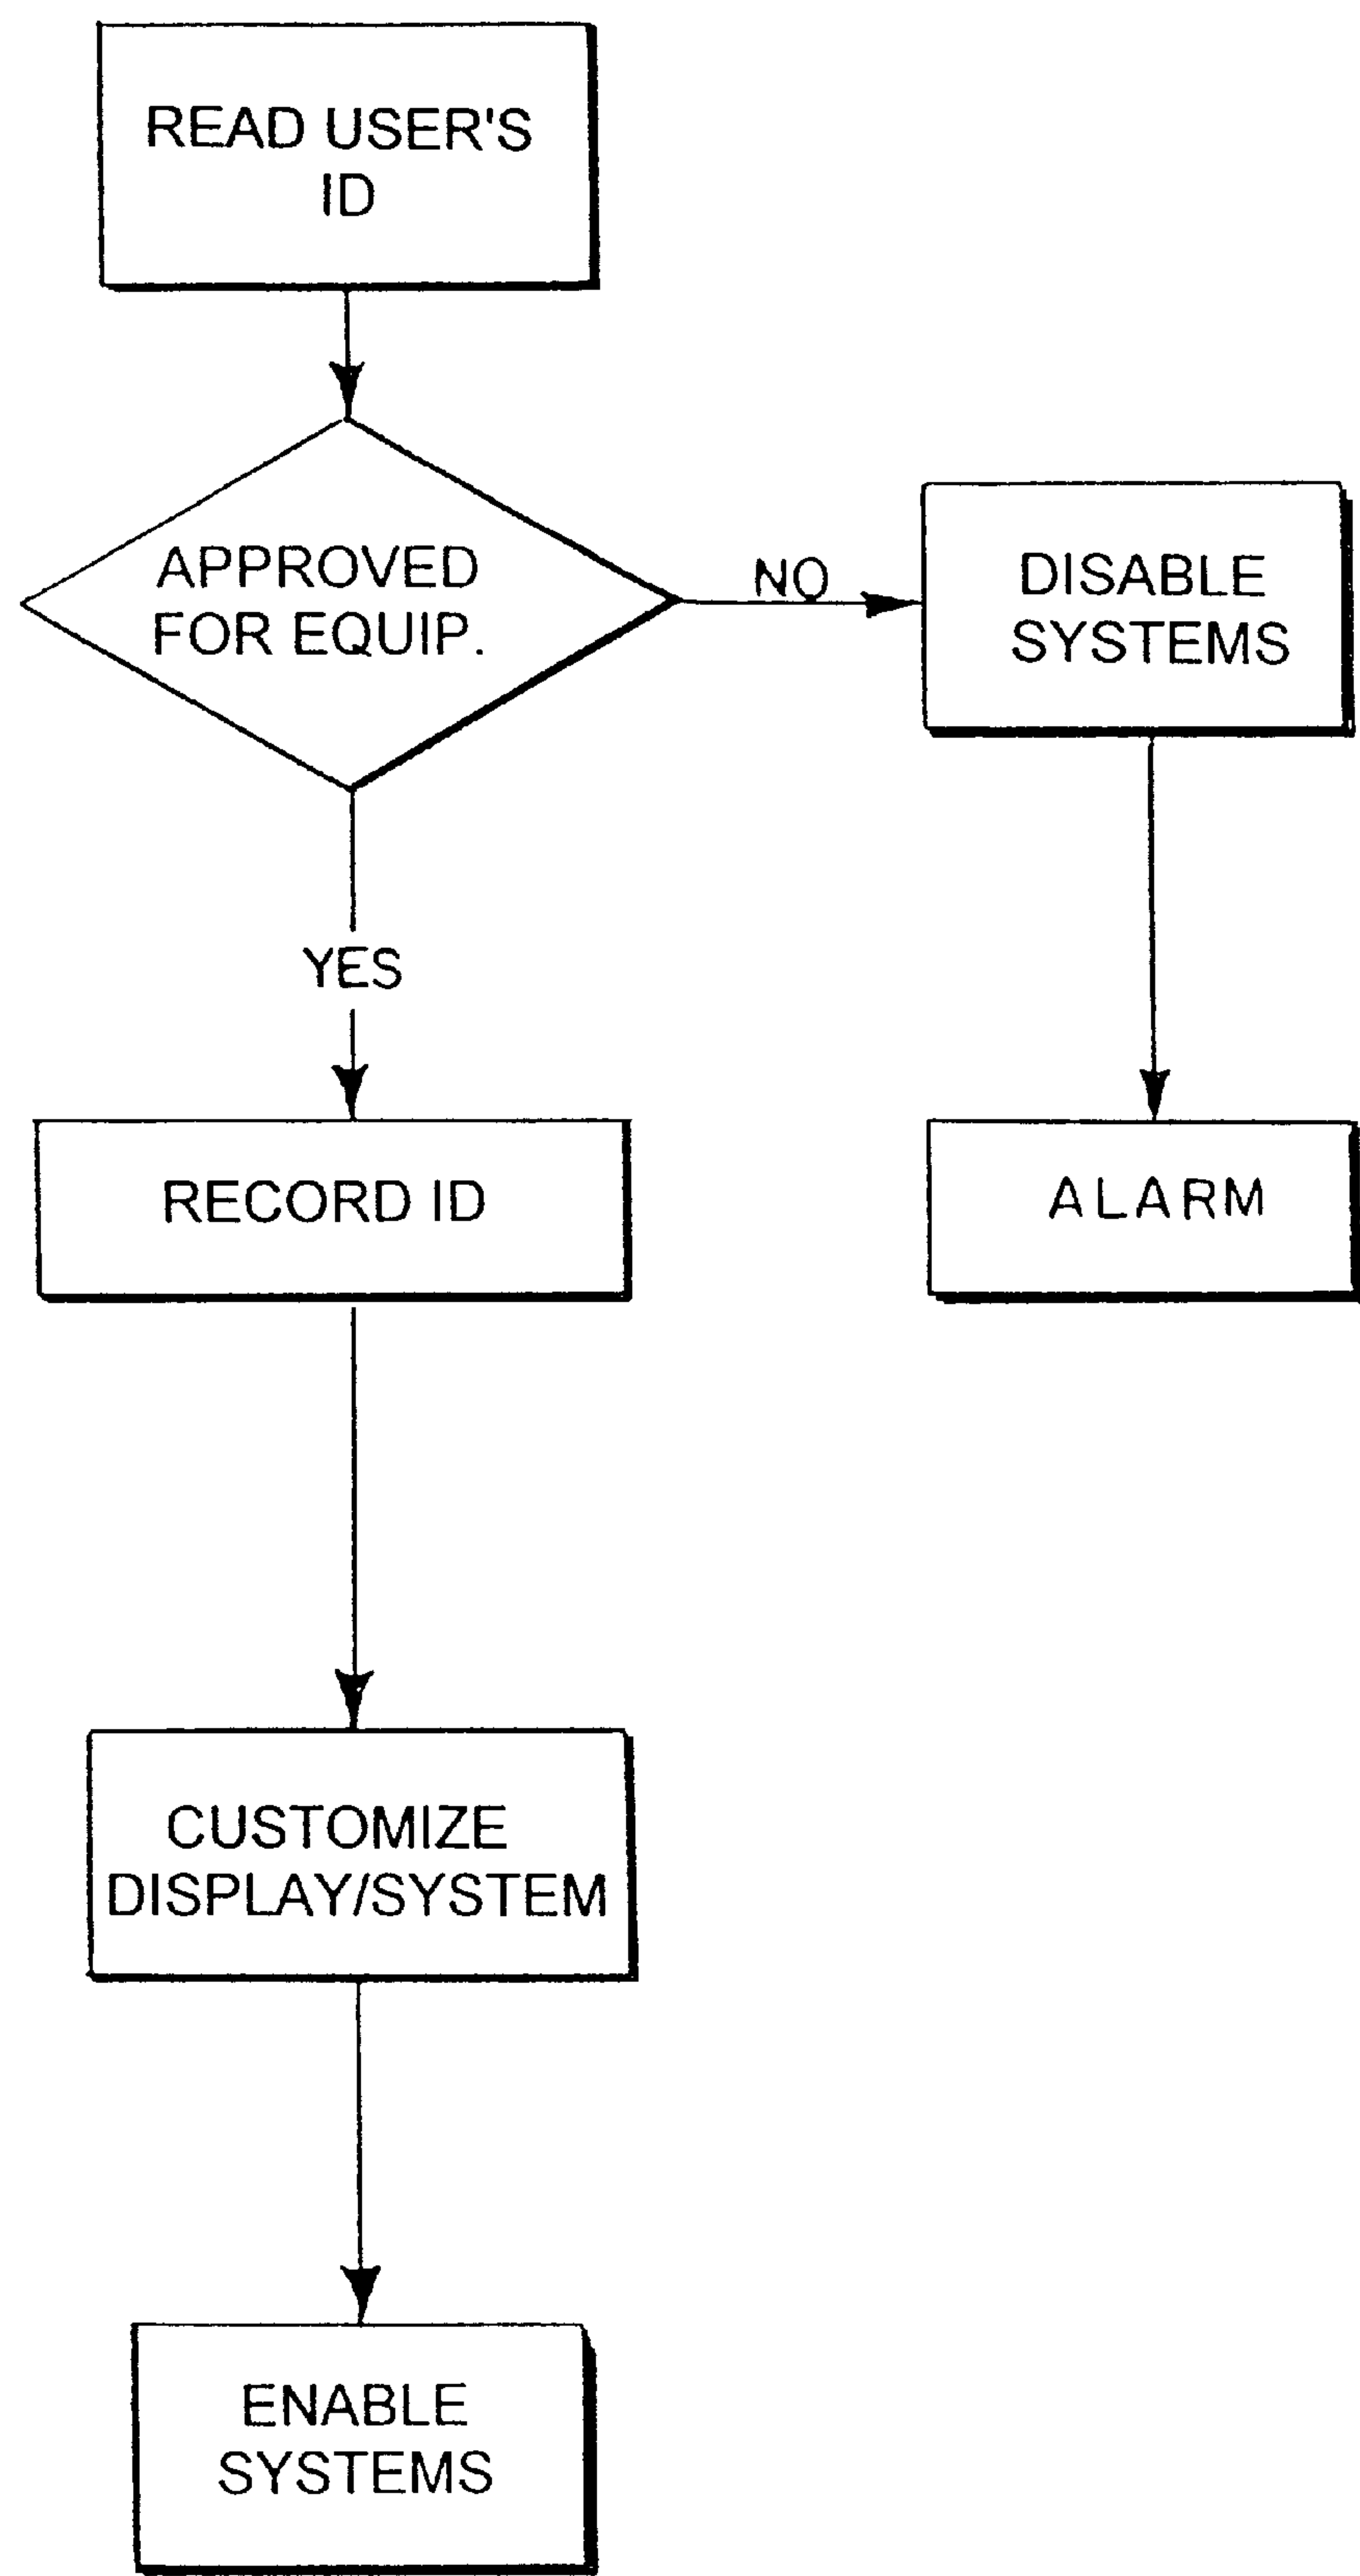 READ USER'S
ID
APPROVED
FOR EQUIP.
NO
DISABLE
SYSTEMS
YES
RECORD ID
ALARM
CUSTOMIZE
DISPLAY/SYSTEM
ENABLE
SYSTEMS